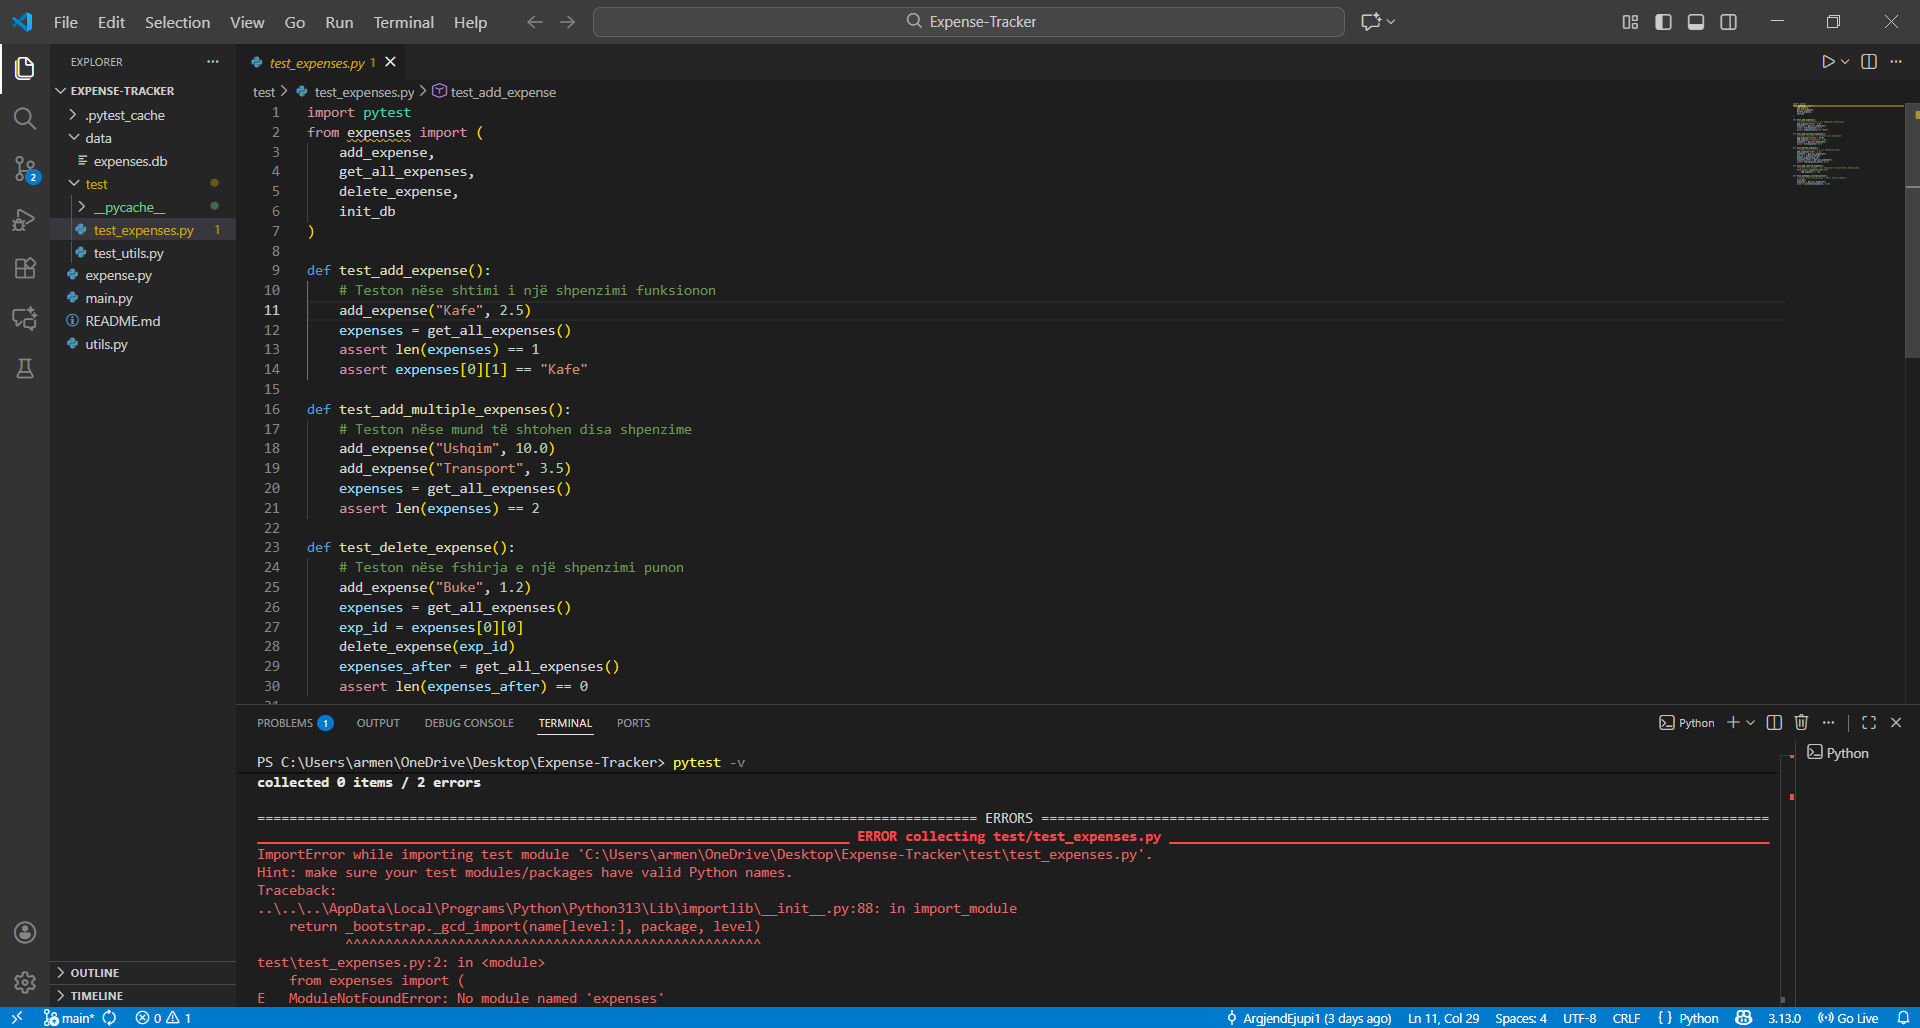 File Edit Selection View Go Run Terminal Help
Expense-Tracker
EXPLORER
EXPENSE-TRACKER
.pytest_cache
data
expenses.db
test
__pycache__
test_expenses.py 1
test_utils.py
expense.py
main.py
README.md
utils.py
2
OUTLINE
TIMELINE
test_expenses.py 1
test > test_expenses.py > test_add_expense
1 import pytest
2 from expenses import (
3     add_expense,
4     get_all_expenses,
5     delete_expense,
6     init_db
7 )
8
9 def test_add_expense():
10     # Teston nëse shtimi i një shpenzimi funksionon
11     add_expense("Kafe", 2.5)
12     expenses = get_all_expenses()
13     assert len(expenses) == 1
14     assert expenses[0][1] == "Kafe"
15
16 def test_add_multiple_expenses():
17     # Teston nëse mund të shtohen disa shpenzime
18     add_expense("Ushqim", 10.0)
19     add_expense("Transport", 3.5)
20     expenses = get_all_expenses()
21     assert len(expenses) == 2
22
23 def test_delete_expense():
24     # Teston nëse fshirja e një shpenzimi punon
25     add_expense("Buke", 1.2)
26     expenses = get_all_expenses()
27     exp_id = expenses[0][0]
28     delete_expense(exp_id)
29     expenses_after = get_all_expenses()
30     assert len(expenses_after) == 0
PROBLEMS 1 OUTPUT DEBUG CONSOLE TERMINAL PORTS
Python
Python
PS C:\Users\armen\OneDrive\Desktop\Expense-Tracker> pytest -v
collected 0 items / 2 errors
ERRORS
ERROR collecting test/test_expenses.py
ImportError while importing test module 'C:\Users\armen\OneDrive\Desktop\Expense-Tracker\test\test_expenses.py'.
Hint: make sure your test modules/packages have valid Python names.
Traceback:
..\..\..\AppData\Local\Programs\Python\Python313\Lib\importlib\__init__.py:88: in import_module
    return _bootstrap._gcd_import(name[level:], package, level)
           ^^^^^^^^^^^^^^^^^^^^^^^^^^^^^^^^^^^^^^^^^^^^^^^^^^^^
test\test_expenses.py:2: in <module>
    from expenses import (
E   ModuleNotFoundError: No module named 'expenses'
main* 0 1 ArgjendEjupi1 (3 days ago) Ln 11, Col 29 Spaces: 4 UTF-8 CRLF { } Python 3.13.0 Go Live